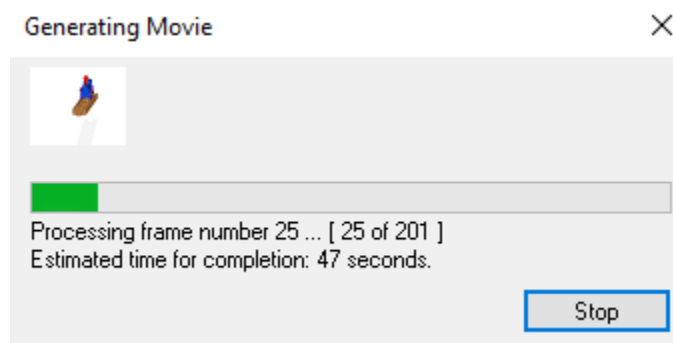 Generating Movie
Processing frame number 25 ... [ 25 of 201 ]
Estimated time for completion: 47 seconds.
Stop